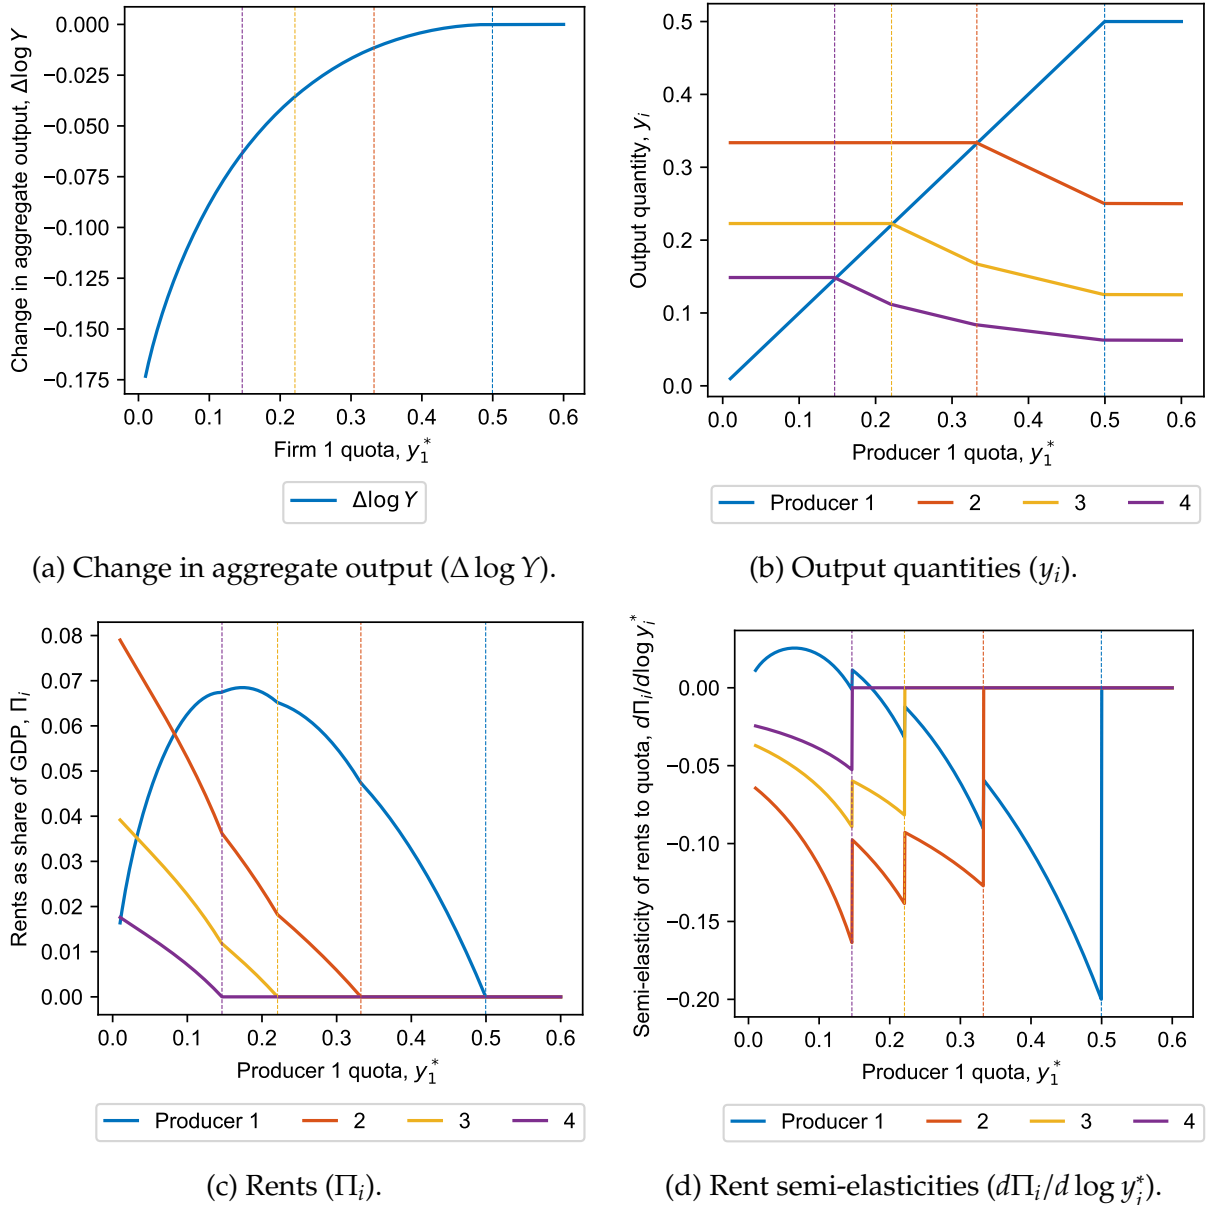 Change in aggregate output, Δlog Y
0.000
−0.025
−0.050
−0.075
−0.100
−0.125
−0.150
−0.175
0.0 0.1 0.2 0.3 0.4 0.5 0.6
Firm 1 quota, y₁*
Δlog Y
(a) Change in aggregate output (Δ log Y).
Output quantity, yᵢ
0.5
0.4
0.3
0.2
0.1
0.0
0.0 0.1 0.2 0.3 0.4 0.5 0.6
Producer 1 quota, y₁*
Producer 1 2 3 4
(b) Output quantities (yᵢ).
Rents as share of GDP, Πᵢ
0.08
0.07
0.06
0.05
0.04
0.03
0.02
0.01
0.00
0.0 0.1 0.2 0.3 0.4 0.5 0.6
Producer 1 quota, y₁*
Producer 1 2 3 4
(c) Rents (Πᵢ).
Semi-elasticity of rents to quota, dΠᵢ/dlog yᵢ*
0.00
−0.05
−0.10
−0.15
−0.20
0.0 0.1 0.2 0.3 0.4 0.5 0.6
Producer 1 quota, y₁*
Producer 1 2 3 4
(d) Rent semi-elasticities (dΠᵢ/d log yᵢ*).